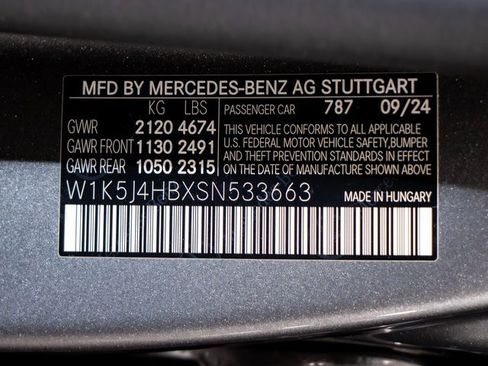 MFD BY MERCEDES-BENZ AG STUTTGART
KG LBS
GVWR 2120 4674
GAWR FRONT 1130 2491
GAWR REAR 1050 2315
PASSENGER CAR 787 09/24
THIS VEHICLE CONFORMS TO ALL APPLICABLE
U.S. FEDERAL MOTOR VEHICLE SAFETY,BUMPER
AND THEFT PREVENTION STANDARDS IN EFFECT
ON THE DATE OF MANUFACTURE SHOWN ABOVE
W1K5J4HBXSN533663
MADE IN HUNGARY